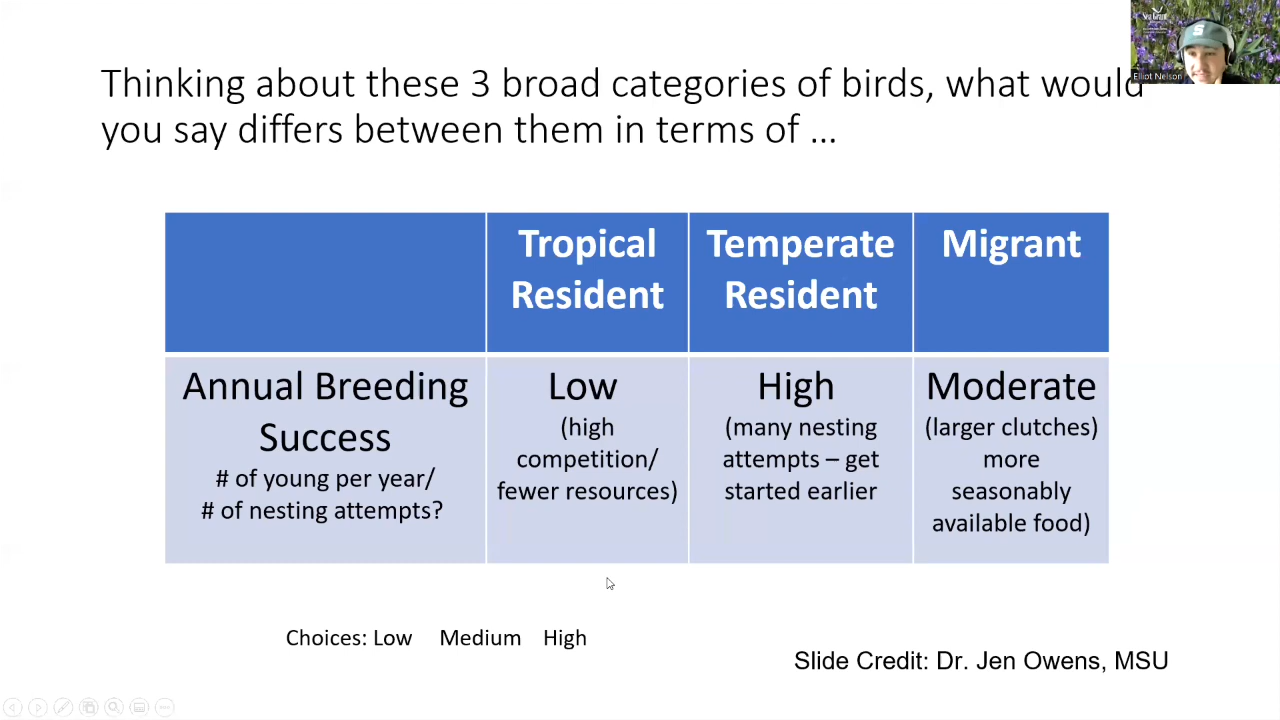 Thinking about these 3 broad categories of birds, what would
you say differs between them in terms of ...
Elliot Nelson
Tropical Resident
Temperate Resident
Migrant
Annual Breeding
Success
# of young per year/
# of nesting attempts?
Low
(high
competition/
fewer resources)
High
(many nesting
attempts – get
started earlier
Moderate
(larger clutches)
more
seasonably
available food)
Choices: Low Medium High
Slide Credit: Dr. Jen Owens, MSU